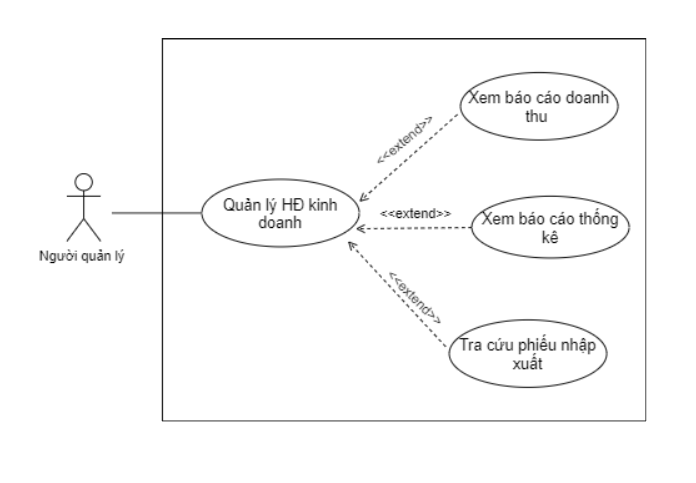 Xem báo cáo doanh
thu
<<extend>>
Quản lý HĐ kinh
doanh
<<extend>>
Xem báo cáo thống
kê
Người quản lý
<<extend>>
Tra cứu phiếu nhập
xuất